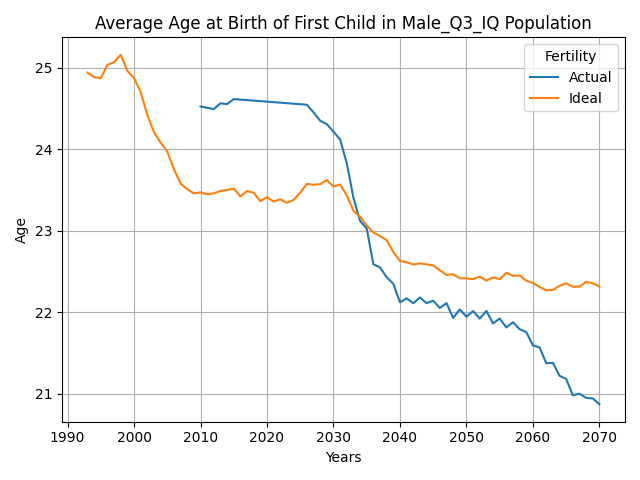 Average Age at Birth of First Child in Male_Q3_IQ Population
Fertility
Actual
Ideal
Age
25
24
23
22
21
1990 2000 2010 2020 2030 2040 2050 2060 2070
Years